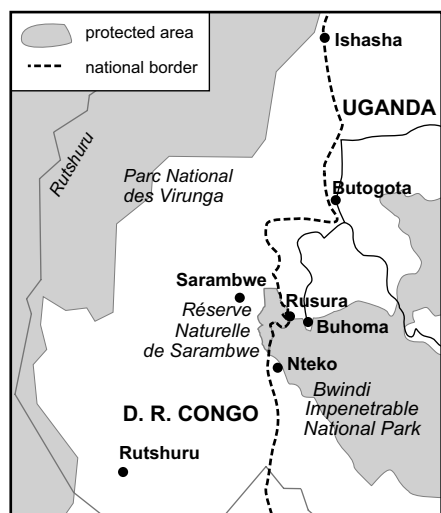 protected area
national border
Ishasha
UGANDA
Rutshuru
Parc National
des Virunga
Butogota
Sarambwe
Rusura
Réserve
Naturelle
de Sarambwe
Buhoma
Nteko
Bwindi
Impenetrable
National Park
D. R. CONGO
Rutshuru